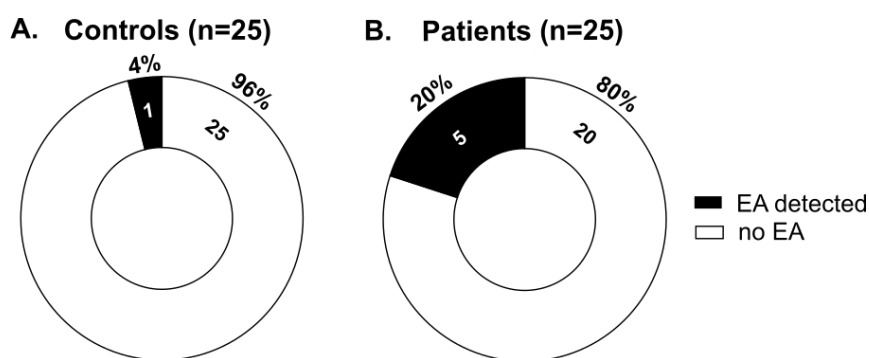 A. Controls (n=25)
4%
96%
1
25
B. Patients (n=25)
20%
80%
5
20
EA detected
no EA